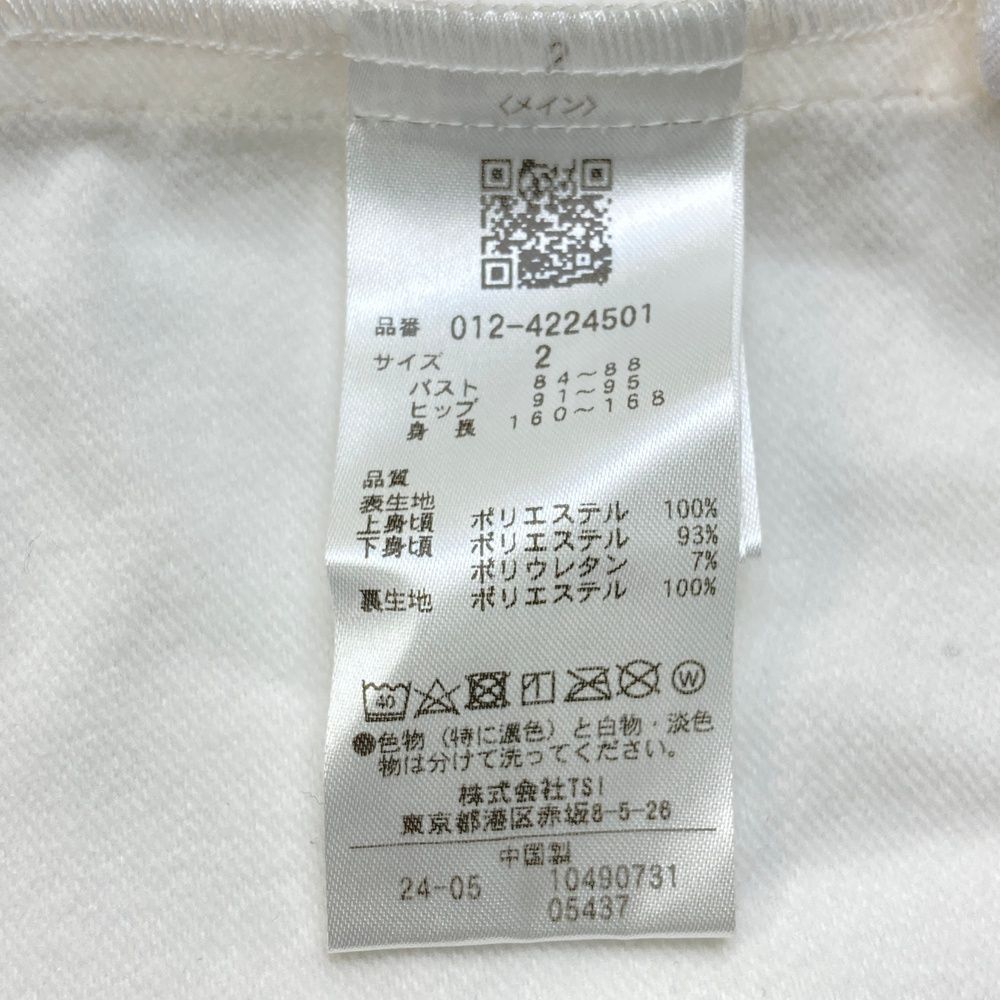 2
〈メイン〉
品番 012-4224501
サイズ 2
バスト 84～88
ヒップ 91～95
身長 160～168
品質
表生地
上身頃 ポリエステル 100%
下身頃 ポリエステル 93%
ポリウレタン 7%
裏生地 ポリエステル 100%
40 W
●色物（特に濃色）と白物・淡色
物は分けて洗ってください。
株式会社TSI
東京都港区赤坂8-5-26
中国製
24-05 10490731
05437